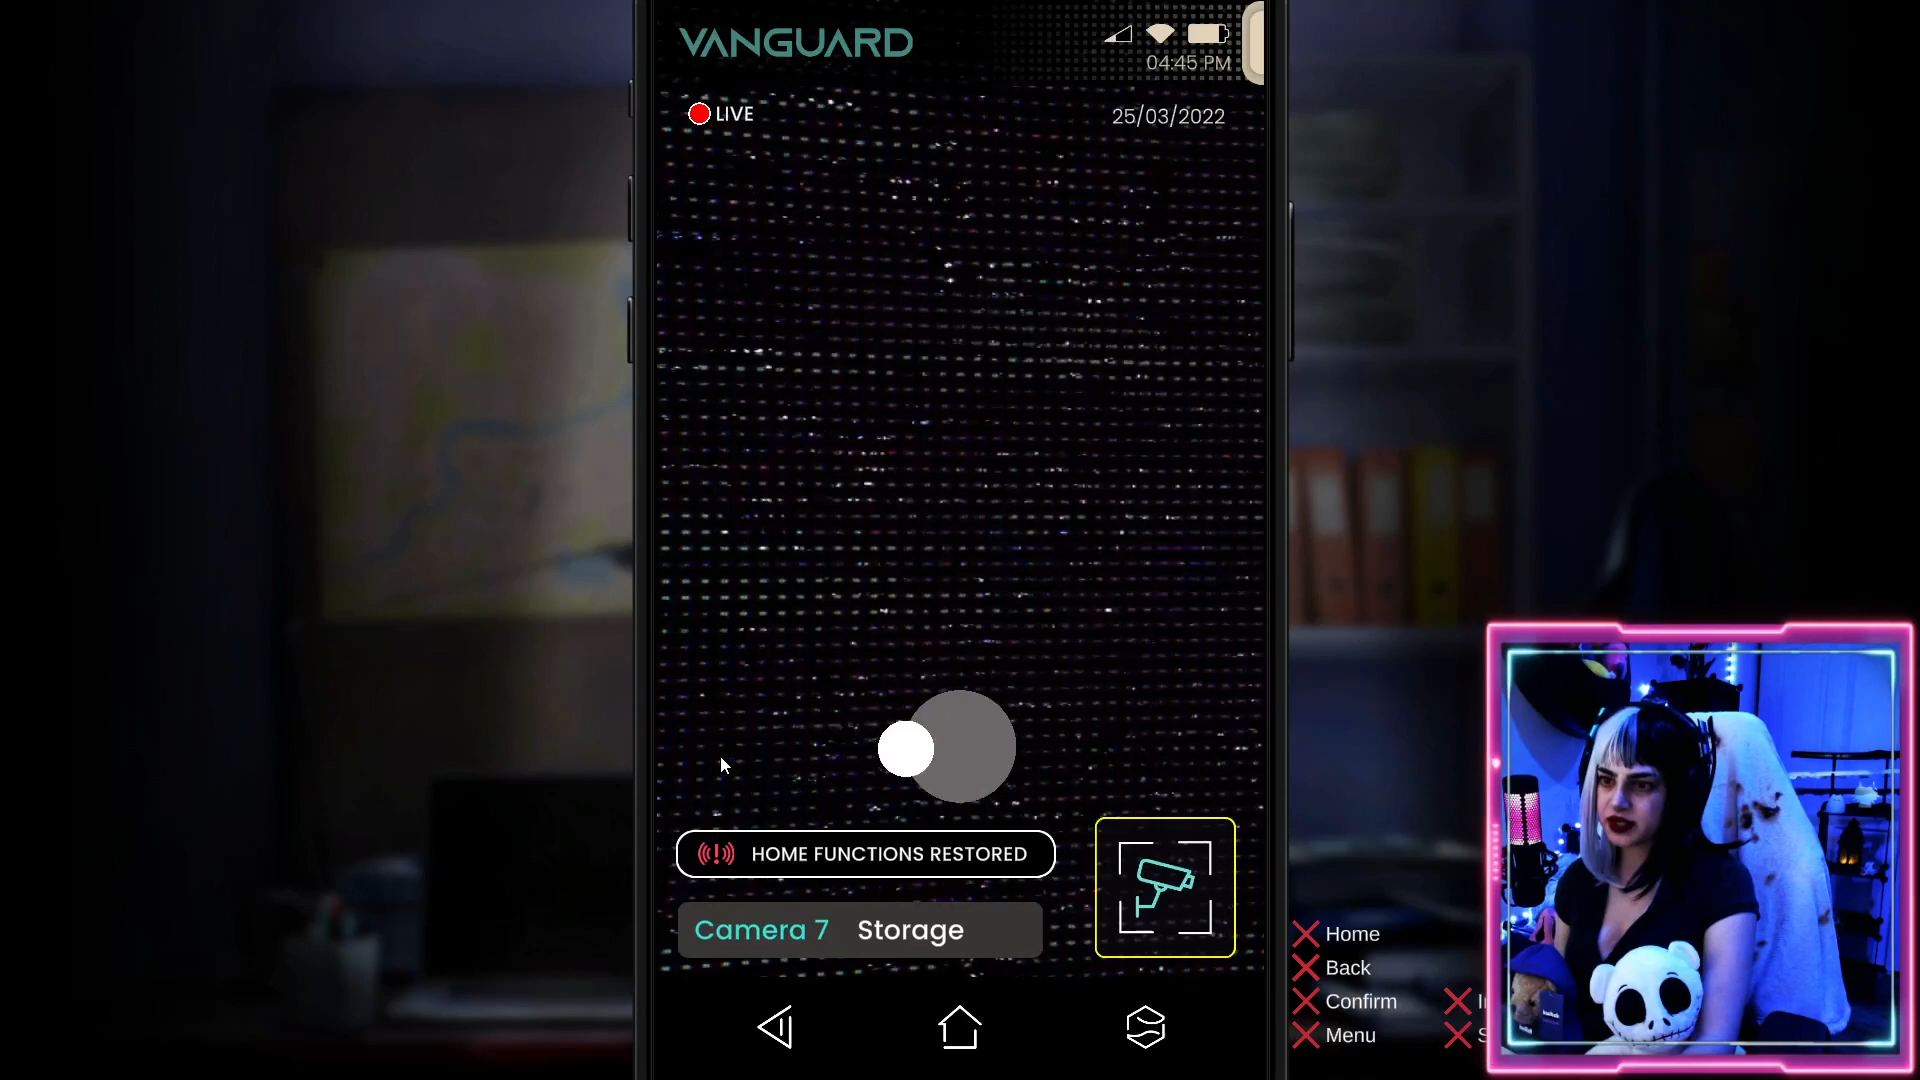 VANGUARD
04:45 PM
LIVE
25/03/2022
HOME FUNCTIONS RESTORED
Camera 7 Storage
Home
Back
Confirm
Menu